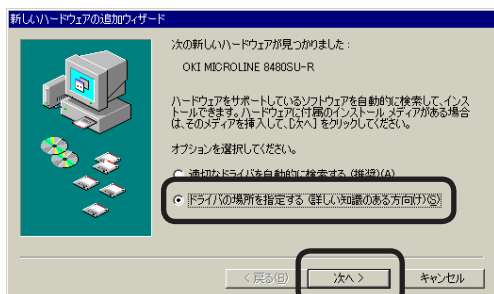 新しいハードウェアの追加ウィザード
次の新しいハードウェアが見つかりました：
OKI MICROLINE 8480SU-R
ハードウェアをサポートしているソフトウェアを自動的に検索して、インス
トールできます。ハードウェアに付属のインストール メディアがある場合
は、そのメディアを挿入して、[次へ] をクリックしてください。
オプションを選択してください。
適切なドライバを自動的に検索する (推奨)(A)
ドライバの場所を指定する (詳しい知識のある方向け)(S)
< 戻る(B)
次へ >
キャンセル